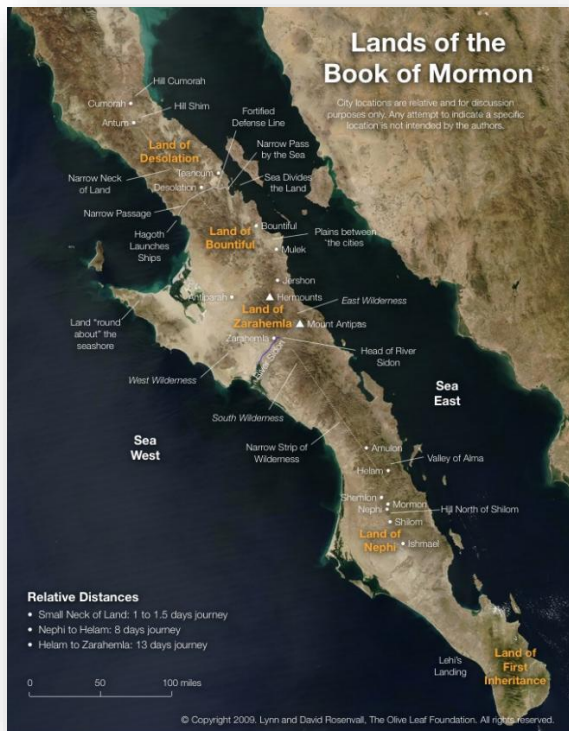 Lands of the
Book of Mormon
City locations are relative and for discussion
purposes only. Any attempt to indicate a specific
location is not intended by the authors.
Hill Cumorah
Cumorah
Hill Shim
Antum
Fortified
Defense Line
Land of
Desolation
Narrow Pass
by the Sea
Teancum
Narrow Neck
of Land
Desolation
Sea Divides
the Land
Narrow Passage
Bountiful
Hagoth
Launches
Ships
Land of
Bountiful
Plains between
the cities
Mulek
Jershon
Antiparah
Hermounts
East Wilderness
Land of
Zarahemla
Mount Antipas
Land "round
about" the
seashore
Zarahemla
Head of River
Sidon
River Sidon
West Wilderness
Sea
East
South Wilderness
Sea
West
Narrow Strip of
Wilderness
Amulon
Valley of Alma
Helam
Shemlon
Mormon
Nephi
Hill North of Shilom
Shilom
Land of
Nephi
Ishmael
Relative Distances
• Small Neck of Land: 1 to 1.5 days journey
• Nephi to Helam: 8 days journey
• Helam to Zarahemla: 13 days journey
Lehi's
Landing
Land of
First
Inheritance
0 50 100 miles
© Copyright 2009. Lynn and David Rosenvall, The Olive Leaf Foundation. All rights reserved.